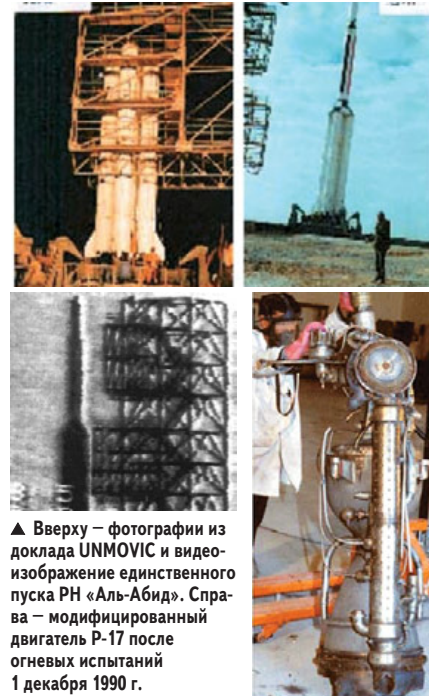 ▲ Вверху – фотографии из
доклада UNMOVIC и видео-
изображение единственного
пуска РН «Аль-Абид». Спра-
ва – модифицированный
двигатель Р-17 после
огневых испытаний
1 декабря 1990 г.